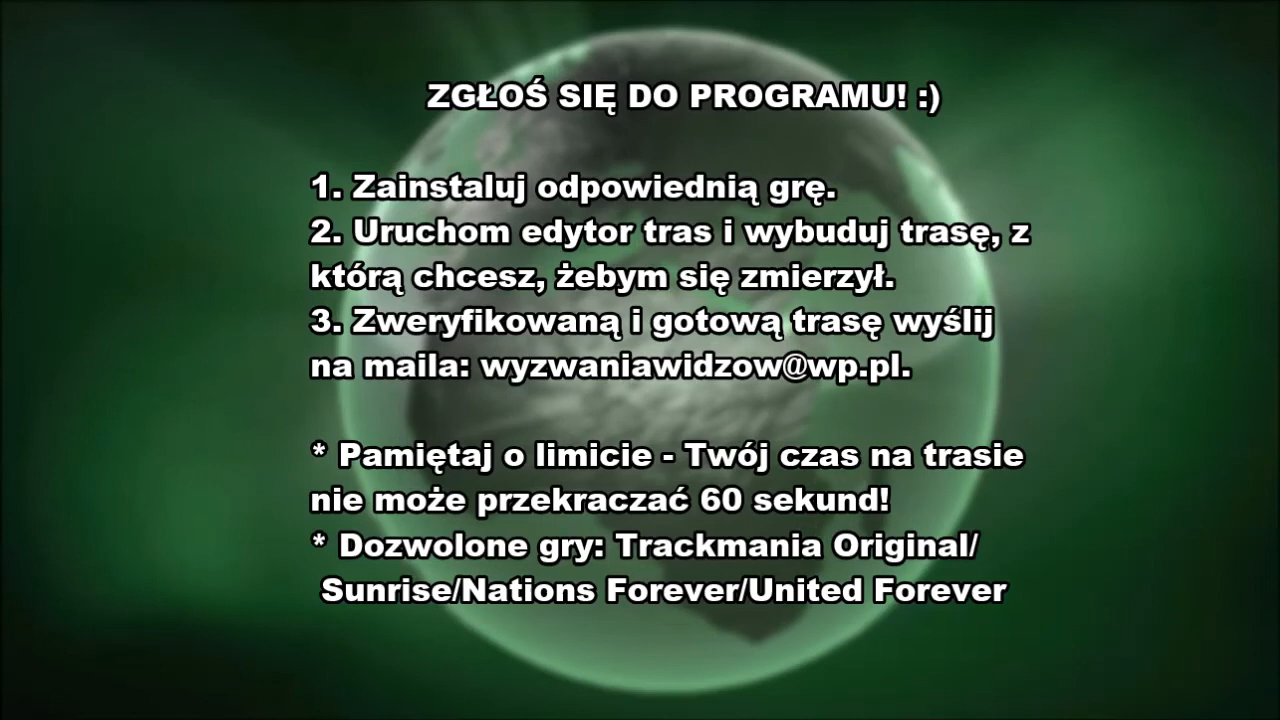 ZGŁOŚ SIĘ DO PROGRAMU! :)
1. Zainstaluj odpowiednią grę.
2. Uruchom edytor tras i wybuduj trasę, z
którą chcesz, żebym się zmierzył.
3. Zweryfikowaną i gotową trasę wyślij
na maila: wyzwaniawidzow@wp.pl.
* Pamiętaj o limicie - Twój czas na trasie
nie może przekraczać 60 sekund!
* Dozwolone gry: Trackmania Original/
Sunrise/Nations Forever/United Forever